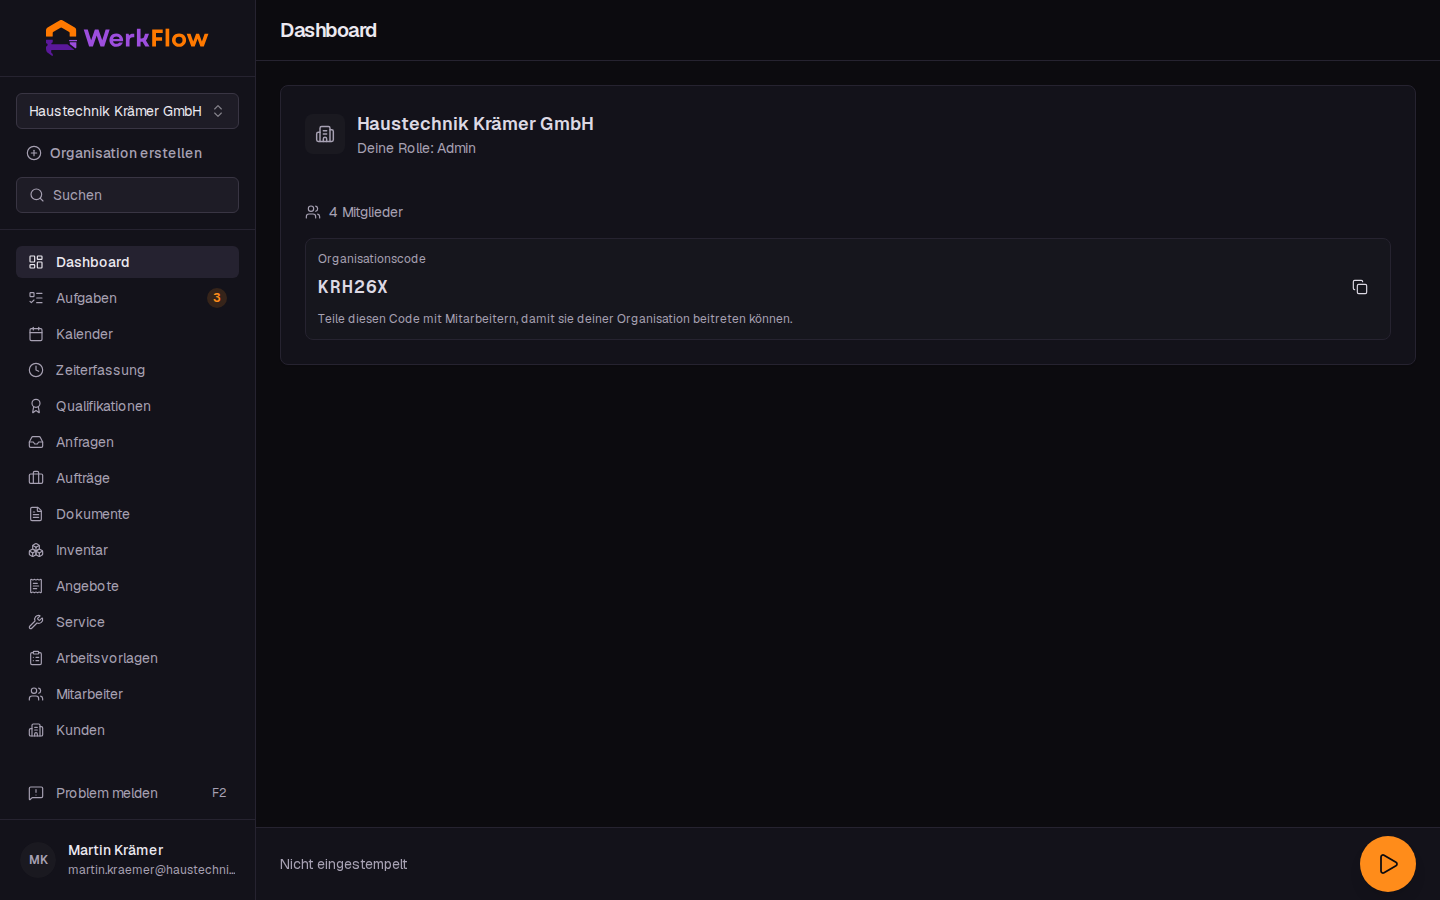 WerkFlow
Haustechnik Krämer GmbH
Organisation erstellen
Suchen
Dashboard
Aufgaben 3
Kalender
Zeiterfassung
Qualifikationen
Anfragen
Aufträge
Dokumente
Inventar
Angebote
Service
Arbeitsvorlagen
Mitarbeiter
Kunden
Problem melden F2
MK
Martin Krämer
martin.kraemer@haustechni...
Dashboard
Haustechnik Krämer GmbH
Deine Rolle: Admin
4 Mitglieder
Organisationscode
KRH26X
Teile diesen Code mit Mitarbeitern, damit sie deiner Organisation beitreten können.
Nicht eingestempelt